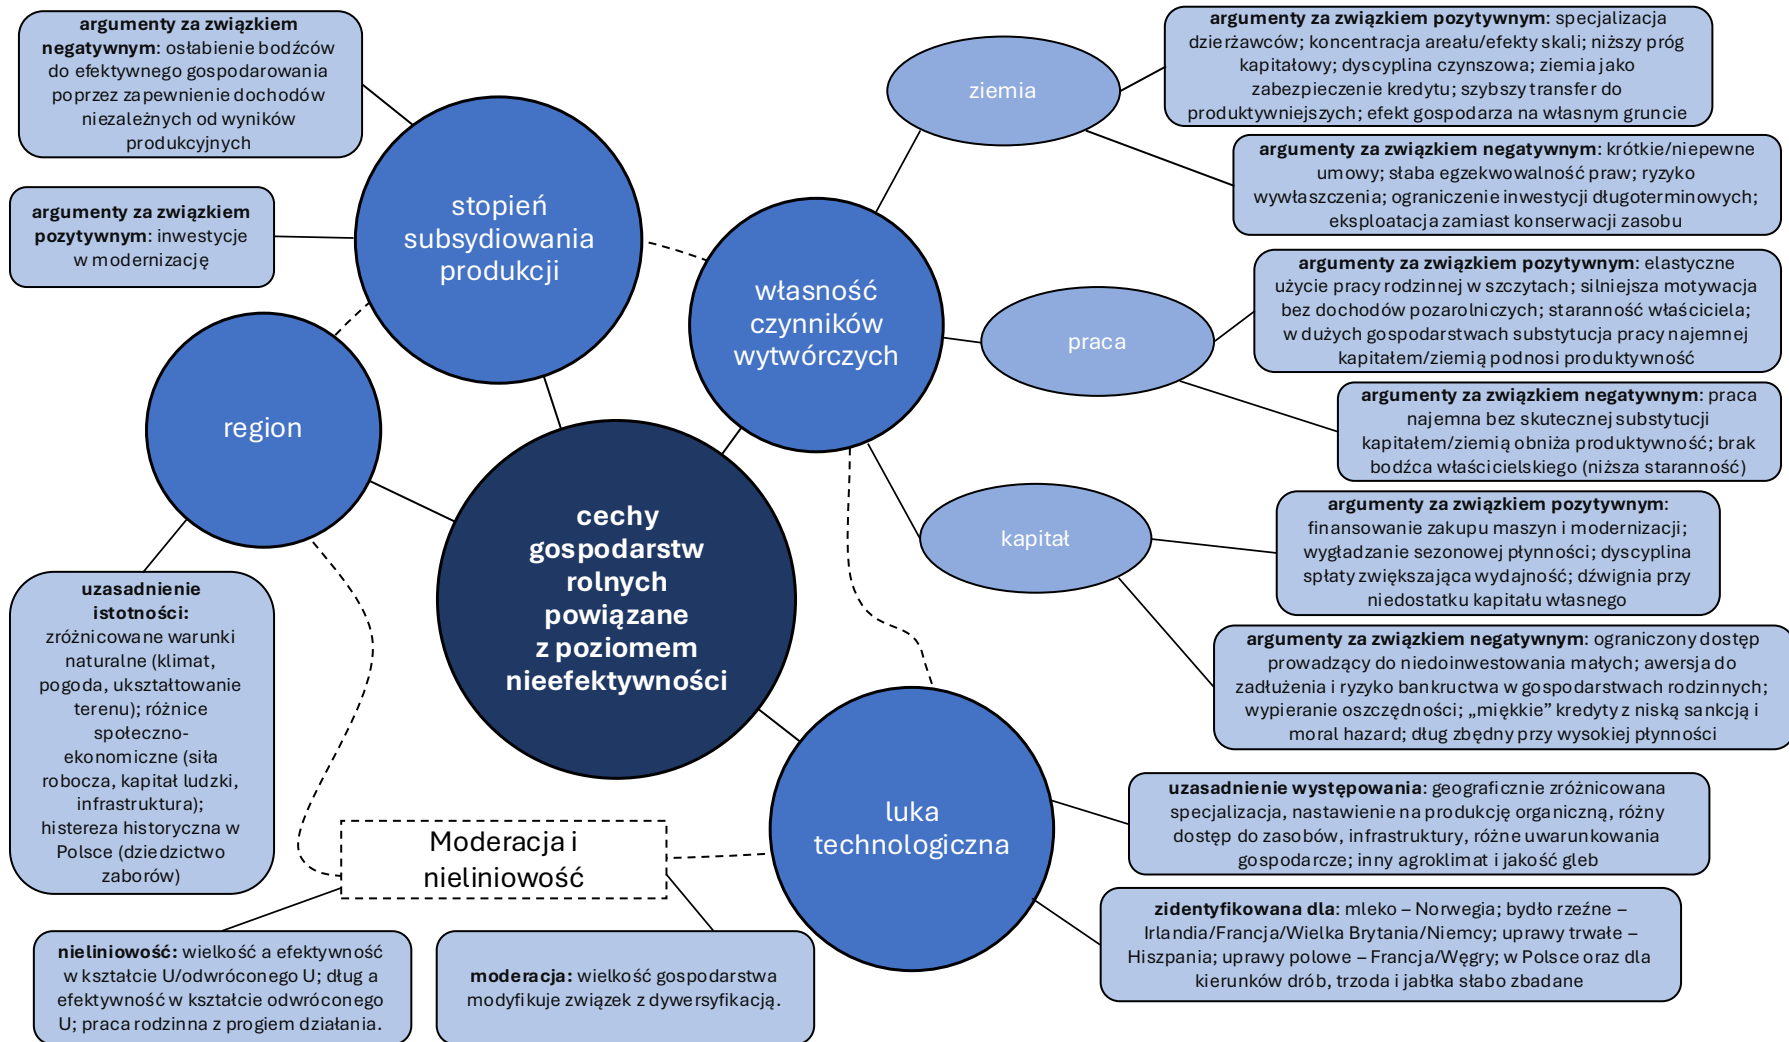 argumenty za związkiem
negatywnym: osłabienie bodźców
do efektywnego gospodarowania
poprzez zapewnienie dochodów
niezależnych od wyników
produkcyjnych
argumenty za związkiem
pozytywnym: inwestycje
w modernizację
stopień
subsydiowania
produkcji
region
uzasadnienie
istotności:
zróżnicowane warunki
naturalne (klimat,
pogoda, ukształtowanie
terenu); różnice
społeczno-
ekonomiczne (siła
robocza, kapitał ludzki,
infrastruktura);
histereza historyczna w
Polsce (dziedzictwo
zaborów)
cechy
gospodarstw
rolnych
powiązane
z poziomem
nieefektywności
własność
czynników
wytwórczych
ziemia
argumenty za związkiem pozytywnym: specjalizacja
dzierżawców; koncentracja areału/efekty skali; niższy próg
kapitałowy; dyscyplina czynszowa; ziemia jako
zabezpieczenie kredytu; szybszy transfer do
produktywniejszych; efekt gospodarza na własnym gruncie
argumenty za związkiem negatywnym: krótkie/niepewne
umowy; słaba egzekwowalność praw; ryzyko
wywłaszczenia; ograniczenie inwestycji długoterminowych;
eksploatacja zamiast konserwacji zasobu
praca
argumenty za związkiem pozytywnym: elastyczne
użycie pracy rodzinnej w szczytach; silniejsza motywacja
bez dochodów pozarolniczych; staranność właściciela;
w dużych gospodarstwach substytucja pracy najemnej
kapitałem/ziemią podnosi produktywność
argumenty za związkiem negatywnym: praca
najemna bez skutecznej substytucji
kapitałem/ziemią obniża produktywność; brak
bodźca właścicielskiego (niższa staranność)
kapitał
argumenty za związkiem pozytywnym:
finansowanie zakupu maszyn i modernizacji;
wygładzanie sezonowej płynności; dyscyplina
spłaty zwiększająca wydajność; dźwignia przy
niedostatku kapitału własnego
argumenty za związkiem negatywnym: ograniczony dostęp
prowadzący do niedoinwestowania małych; awersja do
zadłużenia i ryzyko bankructwa w gospodarstwach rodzinnych;
wypieranie oszczędności; „miękkie” kredyty z niską sankcją i
moral hazard; dług zbędny przy wysokiej płynności
luka
technologiczna
uzasadnienie występowania: geograficznie zróżnicowana
specjalizacja, nastawienie na produkcję organiczną, różny
dostęp do zasobów, infrastruktury, różne uwarunkowania
gospodarcze; inny agroklimat i jakość gleb
zidentyfikowana dla: mleko – Norwegia; bydło rzeźne –
Irlandia/Francja/Wielka Brytania/Niemcy; uprawy trwałe –
Hiszpania; uprawy polowe – Francja/Węgry; w Polsce oraz dla
kierunków drób, trzoda i jabłka słabo zbadane
Moderacja i
nieliniowość
nieliniowość: wielkość a efektywność
w kształcie U/odwróconego U; dług a
efektywność w kształcie odwróconego
U; praca rodzinna z progiem działania.
moderacja: wielkość gospodarstwa
modyfikuje związek z dywersyfikacją.